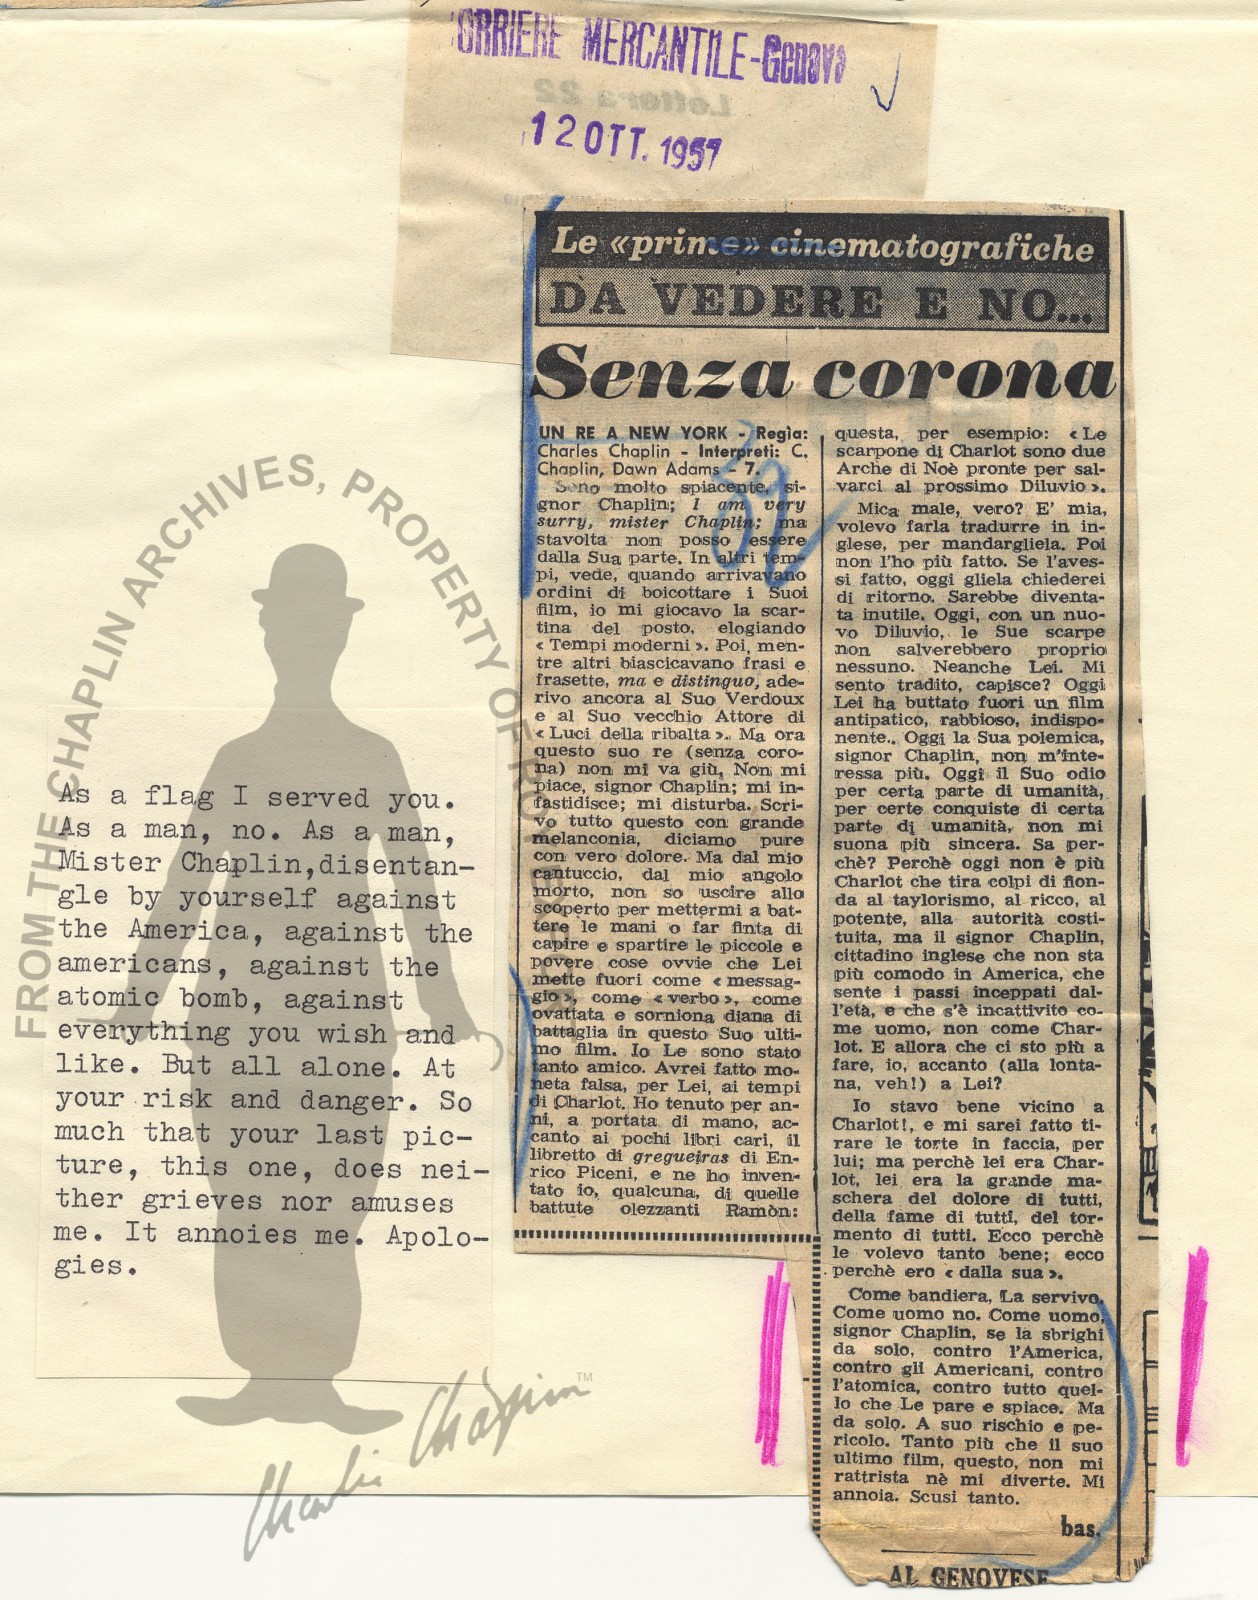 CORRIERE MERCANTILE-Genova
12 OTT. 1957
Lettera 22
Le «prime» cinematografiche
DA VEDERE E NO...
Senza corona
UN RE A NEW YORK - Regìa:
Charles Chaplin - Interpreti: C.
Chaplin, Dawn Adams - 7.
Sono molto spiacente, si-
gnor Chaplin; I am very
surry, mister Chaplin; ma
stavolta non posso essere
dalla Sua parte. In altri tem-
pi, vede, quando arrivavano
ordini di boicottare i Suoi
film, io mi giocavo la scar-
tina del posto, elogiando
« Tempi moderni ». Poi, men-
tre altri biascicavano frasi e
frasette, ma e distinguo, ade-
rivo ancora al Suo Verdoux
e al Suo vecchio Attore di
« Luci della ribalta ». Ma ora
questo suo re (senza coro-
na) non mi va giù, Non mi
piace, signor Chaplin; mi in-
fastidisce; mi disturba. Scri-
vo tutto questo con grande
melanconia, diciamo pure
con vero dolore. Ma dal mio
cantuccio, dal mio angolo
morto, non so uscire allo
scoperto per mettermi a bat-
tere le mani o far finta di
capire e spartire le piccole e
povere cose ovvie che Lei
mette fuori come « messag-
gio », come « verbo », come
ovattata e sorniona diana di
battaglia in questo Suo ulti-
mo film. Io Le sono stato
tanto amico. Avrei fatto mo-
neta falsa, per Lei, ai tempi
di Charlot. Ho tenuto per an-
ni, a portata di mano, ac-
canto ai pochi libri cari, il
libretto di gregueiras di En-
rico Piceni, e ne ho inven-
tato io, qualcuna, di quelle
battute olezzanti Ramòn:
questa, per esempio: « Le
scarpone di Charlot sono due
Arche di Noè pronte per sal-
varci al prossimo Diluvio ».
Mica male, vero? E' mia,
volevo farla tradurre in in-
glese, per mandargliela. Poi
non l'ho più fatto. Se l'aves-
si fatto, oggi gliela chiederei
di ritorno. Sarebbe diventa-
ta inutile. Oggi, con un nuo-
vo Diluvio, le Sue scarpe
non salverebbero proprio
nessuno. Neanche Lei. Mi
sento tradito, capisce? Oggi
Lei ha buttato fuori un film
antipatico, rabbioso, indispo-
nente.. Oggi la Sua polemica,
signor Chaplin, non m'inte-
ressa più. Oggi il Suo odio
per certa parte di umanità,
per certe conquiste di certa
parte di umanità, non mi
suona più sincera. Sa per-
chè? Perchè oggi non è più
Charlot che tira colpi di fion-
da al taylorismo, al ricco, al
potente, alla autorità costi-
tuita, ma il signor Chaplin,
cittadino inglese che non sta
più comodo in America, che
sente i passi inceppati dal-
l'età, e che s'è incattivito co-
me uomo, non come Char-
lot. E allora che ci sto più a
fare, io, accanto (alla lonta-
na, veh!) a Lei?
Io stavo bene vicino a
Charlot!, e mi sarei fatto ti-
rare le torte in faccia, per
lui; ma perchè lei era Char-
lot, lei era la grande ma-
schera del dolore di tutti,
della fame di tutti, del tor-
mento di tutti. Ecco perchè
le volevo tanto bene; ecco
perchè ero « dalla sua ».
Come bandiera, La servivo.
Come uomo no. Come uomo,
signor Chaplin, se la sbrighi
da solo, contro l'America,
contro gli Americani, contro
l'atomica, contro tutto quel-
lo che Le pare e spiace. Ma
da solo. A suo rischio e pe-
ricolo. Tanto più che il suo
ultimo film, questo, non mi
rattrista nè mi diverte. Mi
annoia. Scusi tanto.
bas.
AL GENOVESE
As a flag I served you.
As a man, no. As a man,
Mister Chaplin,disentan-
gle by yourself against
the America, against the
americans, against the
atomic bomb, against
everything you wish and
like. But all alone. At
your risk and danger. So
much that your last pic-
ture, this one, does nei-
ther grieves nor amuses
me. It annoies me. Apolo-
gies.
FROM THE CHAPLIN ARCHIVES, PROPERTY OF ROY EXPORT
Charlie Chaplin TM